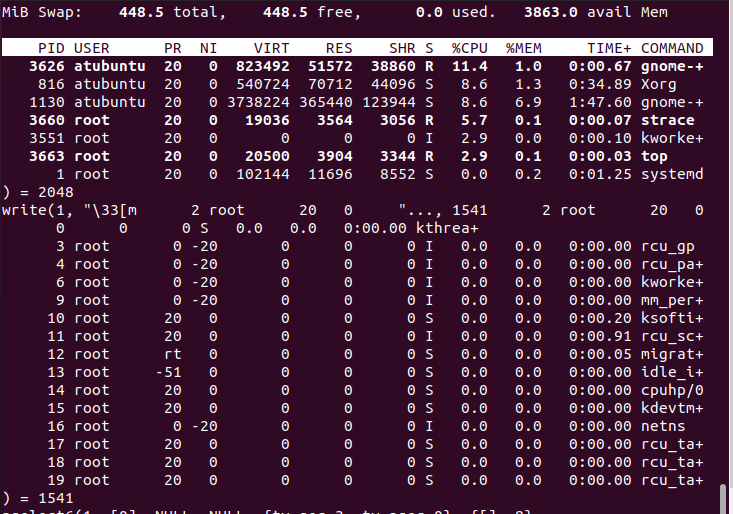 MiB Swap:    448.5 total,    448.5 free,      0.0 used.   3863.0 avail Mem
PID USER      PR  NI    VIRT    RES    SHR S  %CPU  %MEM     TIME+ COMMAND
3626 atubuntu  20   0  823492  51572  38860 R  11.4   1.0   0:00.67 gnome-+
816 atubuntu  20   0  540724  70712  44096 S   8.6   1.3   0:34.89 Xorg
1130 atubuntu  20   0 3738224 365440 123944 S   8.6   6.9   1:47.60 gnome-+
3660 root      20   0   19036   3564   3056 R   5.7   0.1   0:00.07 strace
3551 root      20   0       0      0      0 I   2.9   0.0   0:00.10 kworke+
3663 root      20   0   20500   3904   3344 R   2.9   0.1   0:00.03 top
1 root      20   0  102144  11696   8552 S   0.0   0.2   0:01.25 systemd
) = 2048
write(1, "\33[m      2 root      20   0       "..., 1541      2 root      20   0
0      0      0 S   0.0   0.0   0:00.00 kthrea+
3 root       0 -20       0      0      0 I   0.0   0.0   0:00.00 rcu_gp
4 root       0 -20       0      0      0 I   0.0   0.0   0:00.00 rcu_pa+
6 root       0 -20       0      0      0 I   0.0   0.0   0:00.00 kworke+
9 root       0 -20       0      0      0 I   0.0   0.0   0:00.00 mm_per+
10 root      20   0       0      0      0 S   0.0   0.0   0:00.20 ksofti+
11 root      20   0       0      0      0 I   0.0   0.0   0:00.91 rcu_sc+
12 root      rt   0       0      0      0 S   0.0   0.0   0:00.05 migrat+
13 root     -51   0       0      0      0 S   0.0   0.0   0:00.00 idle_i+
14 root      20   0       0      0      0 S   0.0   0.0   0:00.00 cpuhp/0
15 root      20   0       0      0      0 S   0.0   0.0   0:00.00 kdevtm+
16 root       0 -20       0      0      0 I   0.0   0.0   0:00.00 netns
17 root      20   0       0      0      0 S   0.0   0.0   0:00.00 rcu_ta+
18 root      20   0       0      0      0 S   0.0   0.0   0:00.00 rcu_ta+
19 root      20   0       0      0      0 S   0.0   0.0   0:00.00 rcu_ta+
) = 1541